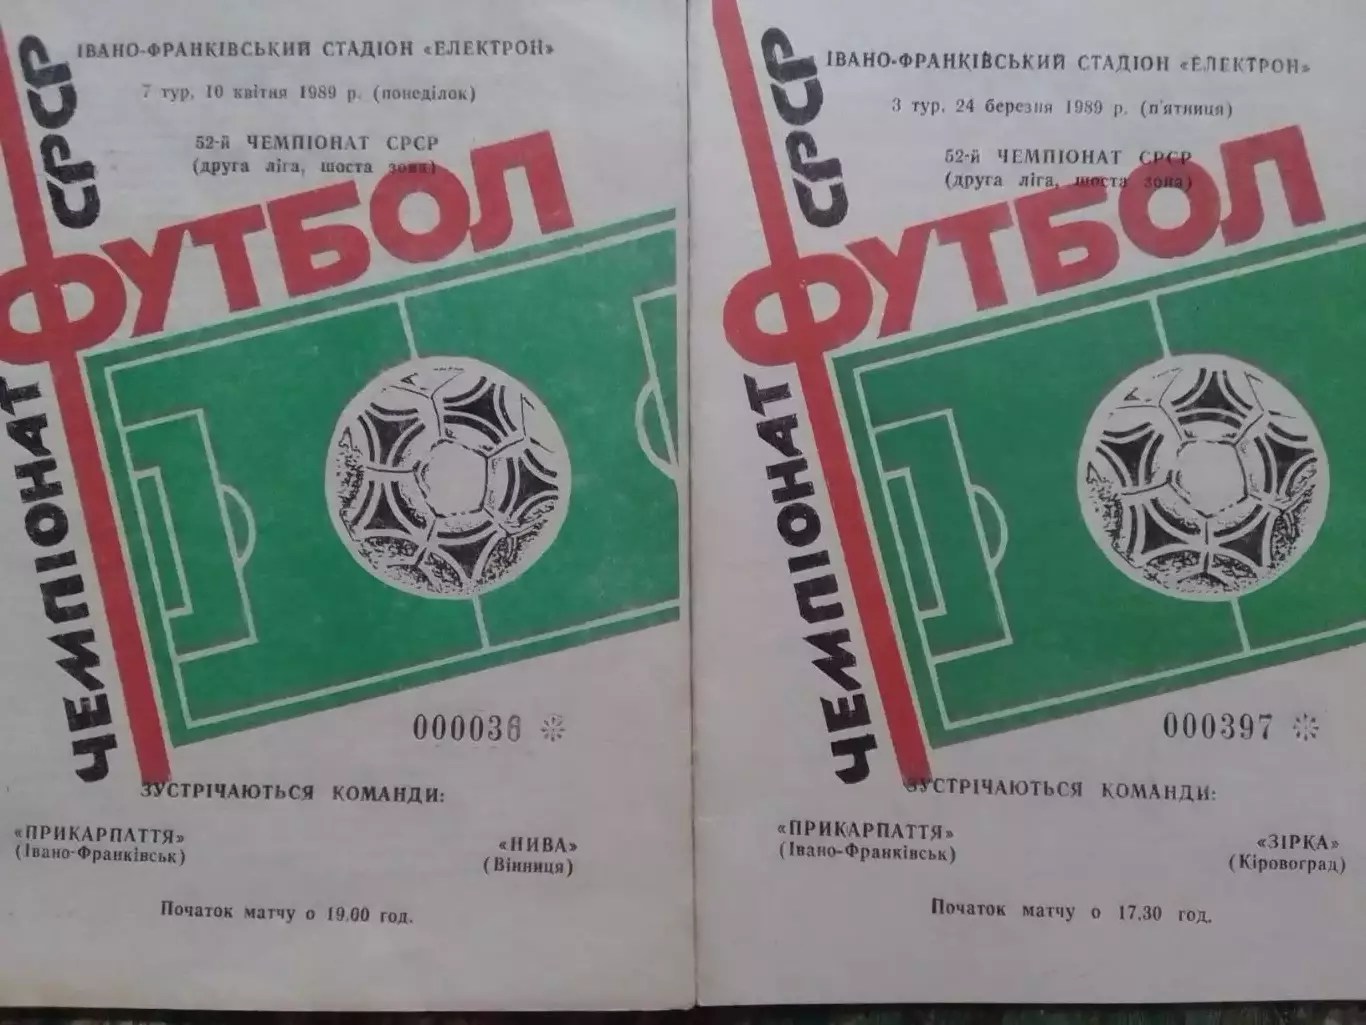 ІВАНО-ФРАНКІВСЬКИЙ СТАДІОН «ЕЛЕКТРОН»
7 тур, 10 квітня 1989 р. (понеділок)
52-й ЧЕМПІОНАТ СРСР
(друга ліга, шоста зона)
ЧЕМПІОНАТ СРСР
ФУТБОЛ
000036
ЗУСТРІЧАЮТЬСЯ КОМАНДИ:
«ПРИКАРПАТТЯ»
(Івано-Франківськ)
«НИВА»
(Вінниця)
Початок матчу о 19.00 год.
ІВАНО-ФРАНКІВСЬКИЙ СТАДІОН «ЕЛЕКТРОН»
3 тур, 24 березня 1989 р. (п'ятниця)
52-й ЧЕМПІОНАТ СРСР
(друга ліга, шоста зона)
ЧЕМПІОНАТ СРСР
ФУТБОЛ
000397
ЗУСТРІЧАЮТЬСЯ КОМАНДИ:
«ПРИКАРПАТТЯ»
(Івано-Франківськ)
«ЗІРКА»
(Кіровоград)
Початок матчу о 17.30 год.